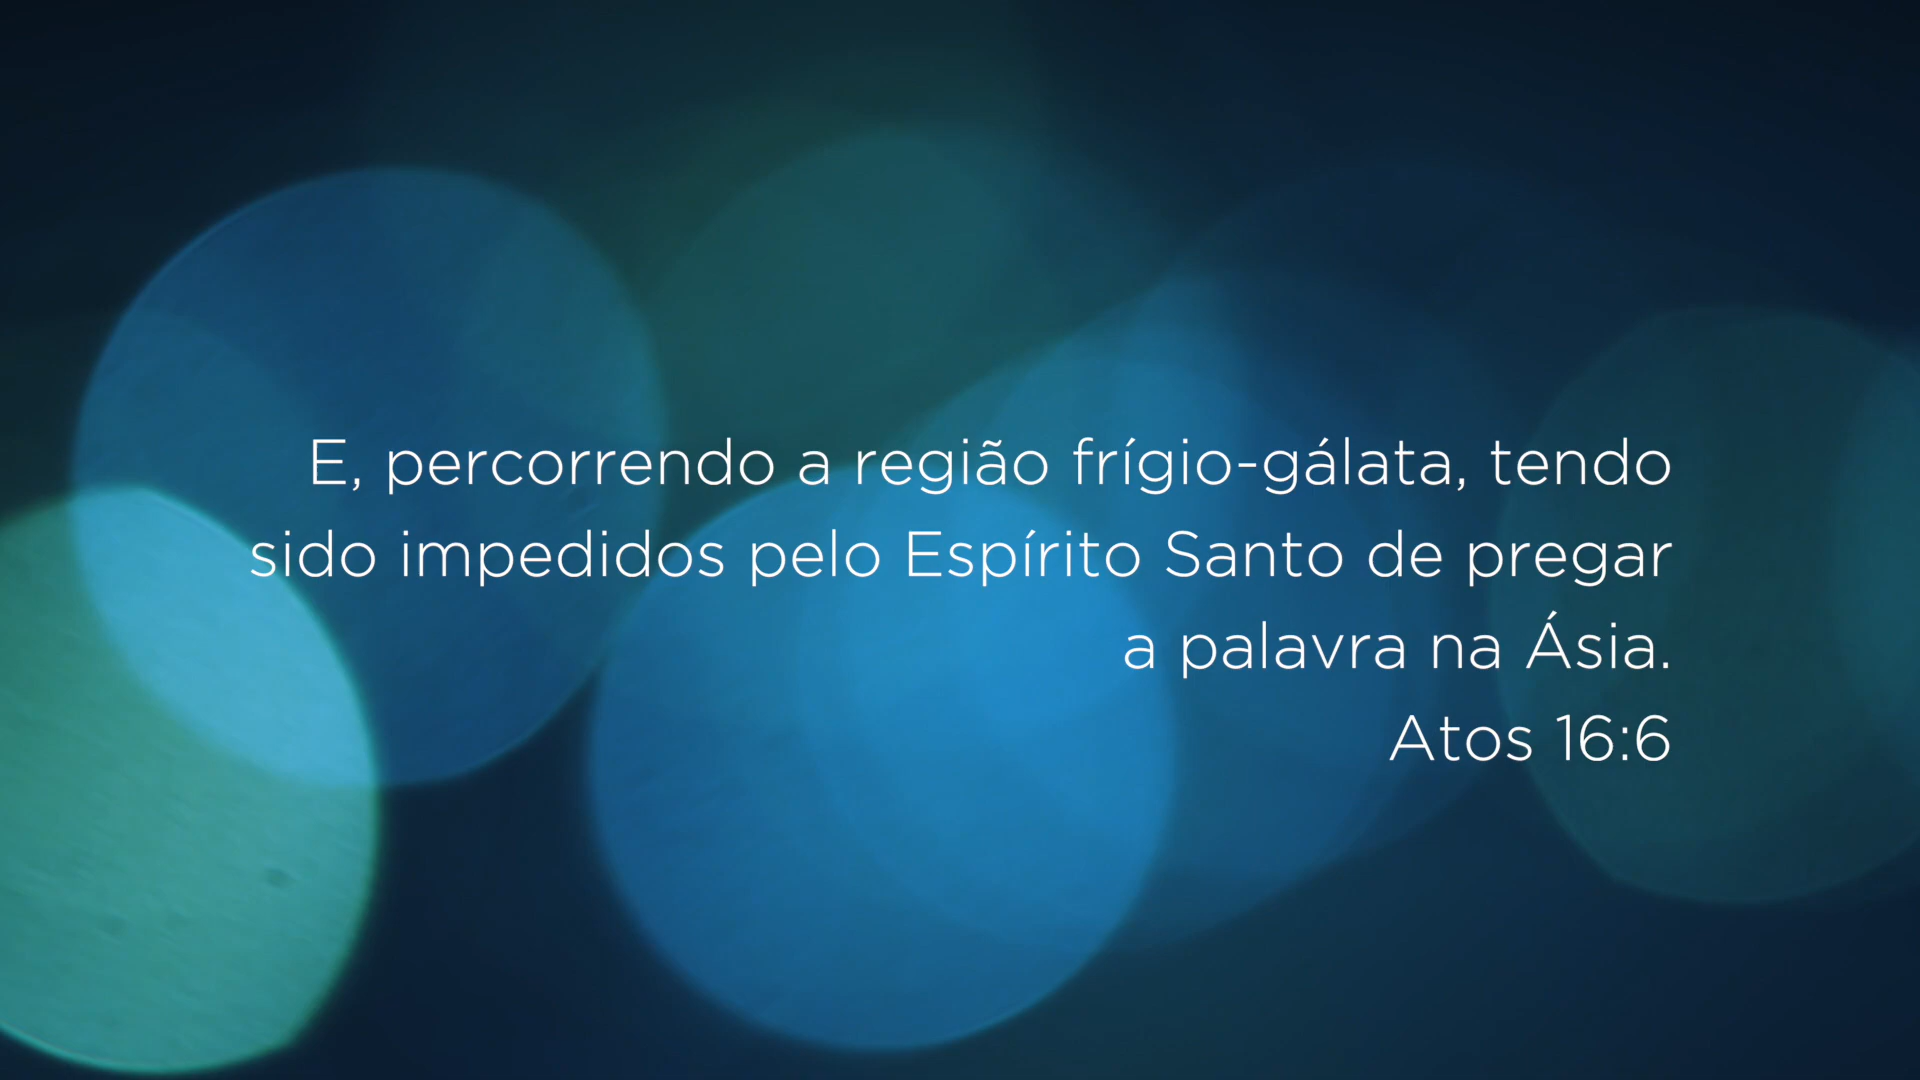 E, percorrendo a região frígio-gálata, tendo
sido impedidos pelo Espírito Santo de pregar
a palavra na Ásia.
Atos 16:6